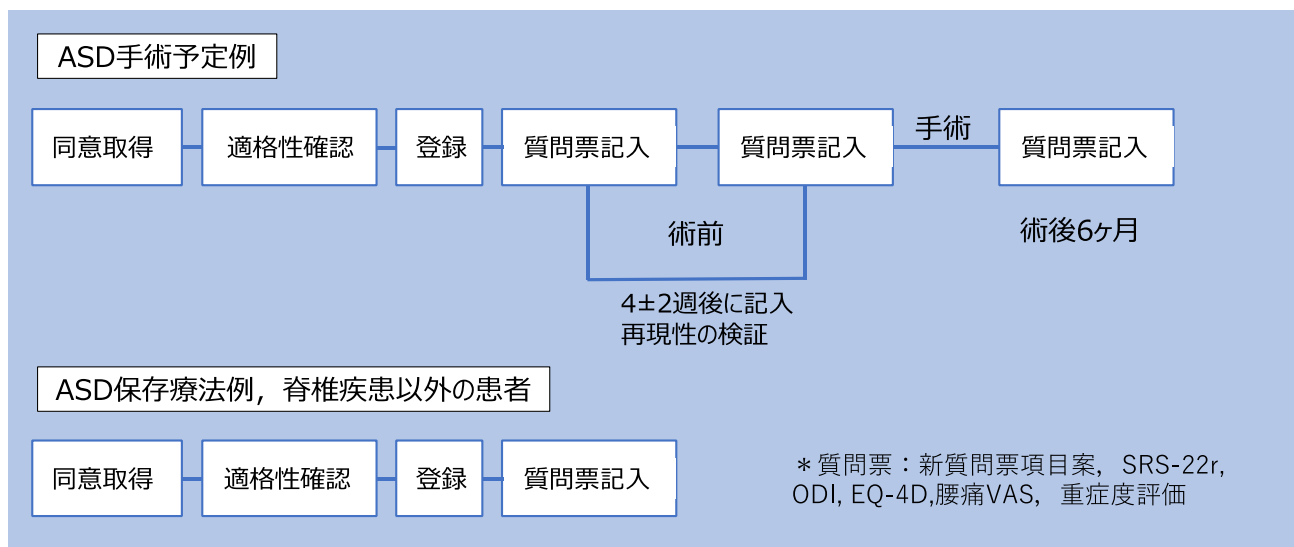 ASD手術予定例
同意取得
適格性確認
登録
質問票記入
質問票記入
手術
質問票記入
術前
術後6ヶ月
4±2週後に記入
再現性の検証
ASD保存療法例，脊椎疾患以外の患者
同意取得
適格性確認
登録
質問票記入
＊質問票：新質問票項目案，SRS-22r,
ODI, EQ-4D,腰痛VAS，重症度評価